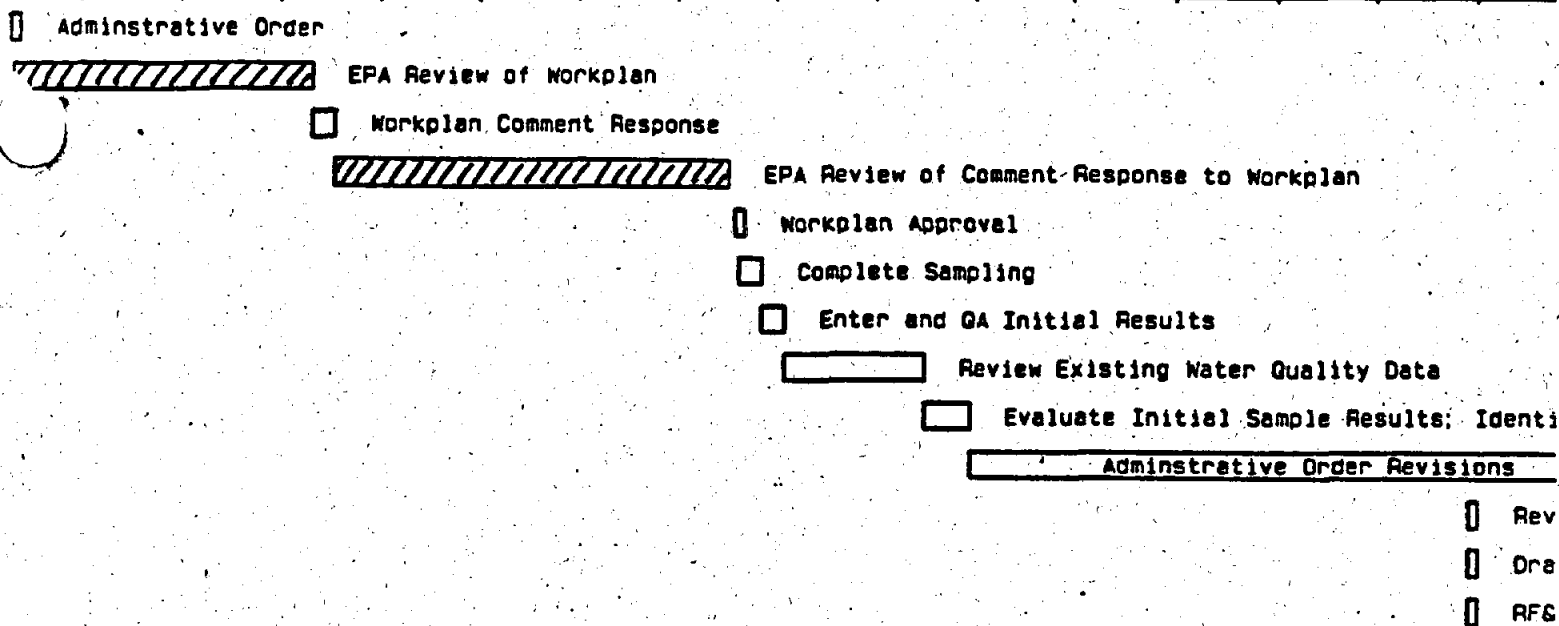 Adminstrative Order
EPA Review of Workplan
Workplan Comment Response
EPA Review of Comment Response to Workplan
Workplan Approval
Complete Sampling
Enter and QA Initial Results
Review Existing Water Quality Data
Evaluate Initial Sample Results; Identi
Adminstrative Order Revisions
Rev
Dra
RF&